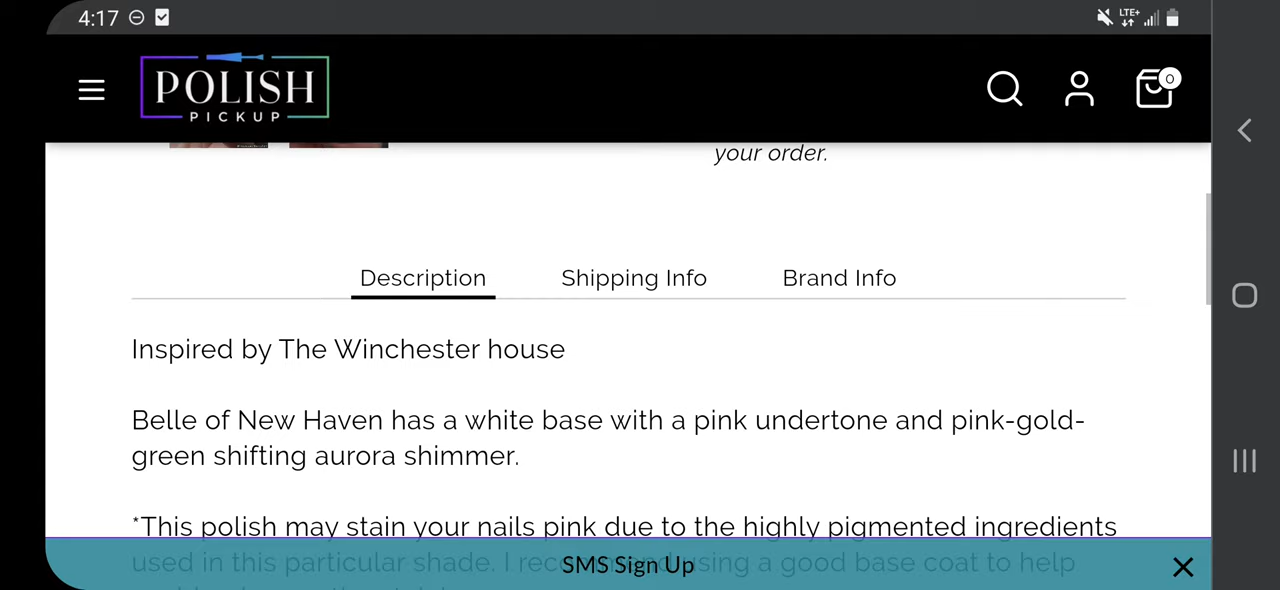 4:17
LTE+
POLISH
PICKUP
0
your order.
Description
Shipping Info
Brand Info
Inspired by The Winchester house
Belle of New Haven has a white base with a pink undertone and pink-gold-
green shifting aurora shimmer.
*This polish may stain your nails pink due to the highly pigmented ingredients
used in this particular shade. I recommend using a good base coat to help
SMS Sign Up